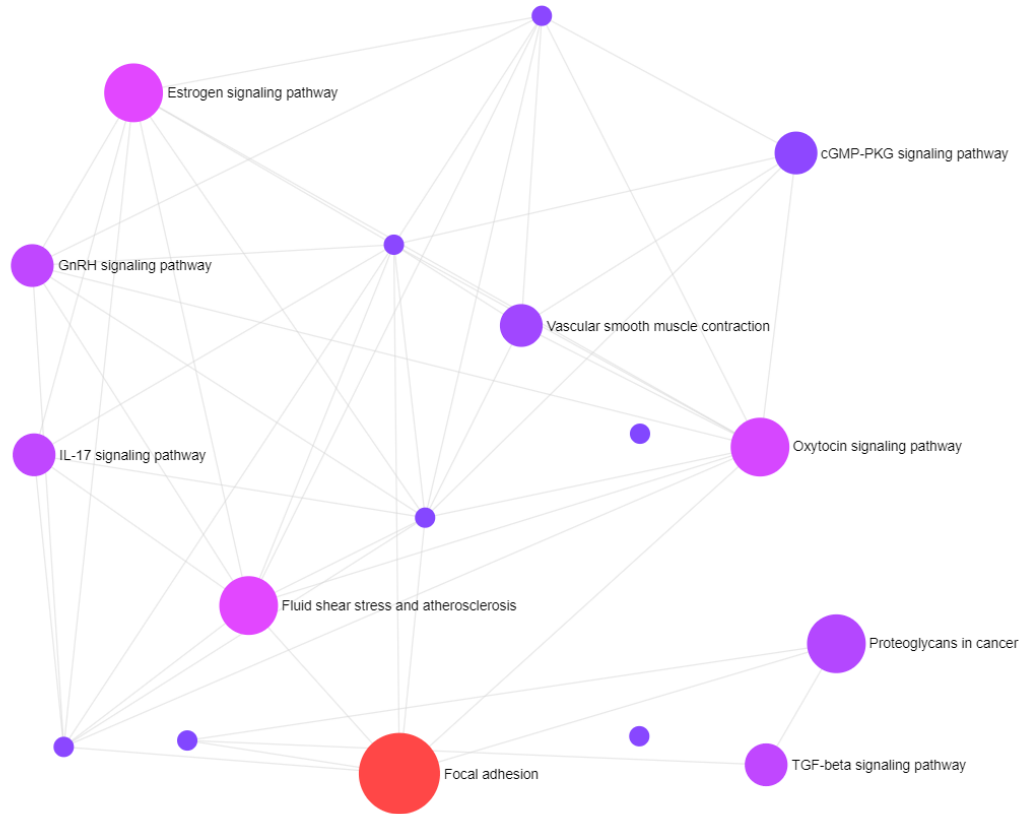 Estrogen signaling pathway
cGMP-PKG signaling pathway
GnRH signaling pathway
Vascular smooth muscle contraction
Oxytocin signaling pathway
IL-17 signaling pathway
Fluid shear stress and atherosclerosis
Proteoglycans in cancer
TGF-beta signaling pathway
Focal adhesion